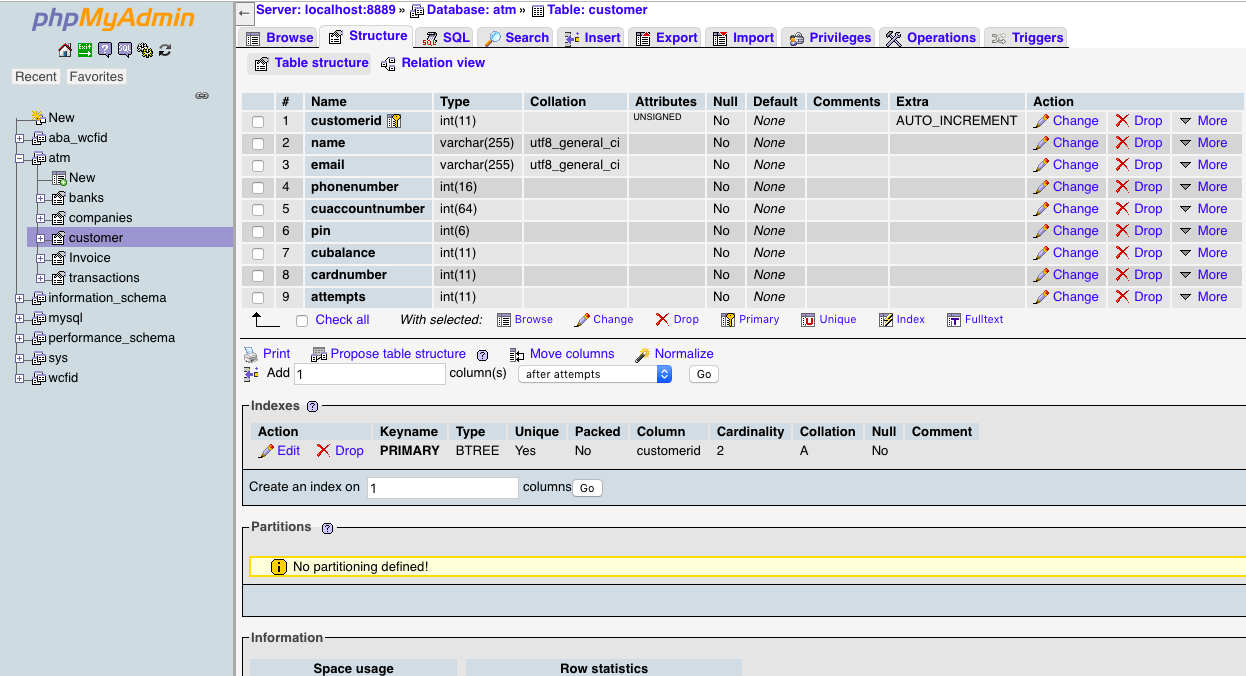 phpMyAdmin
Recent Favorites
New
aba_wcfid
atm
New
banks
companies
customer
Invoice
transactions
information_schema
mysql
performance_schema
sys
wcfid
Server: localhost:8889 » Database: atm » Table: customer
Browse Structure SQL Search Insert Export Import Privileges Operations Triggers
Table structure Relation view
# Name Type Collation Attributes Null Default Comments Extra Action
1 customerid int(11) UNSIGNED No None AUTO_INCREMENT Change Drop More
2 name varchar(255) utf8_general_ci No None Change Drop More
3 email varchar(255) utf8_general_ci No None Change Drop More
4 phonenumber int(16) No None Change Drop More
5 cuaccountnumber int(64) No None Change Drop More
6 pin int(6) No None Change Drop More
7 cubalance int(11) No None Change Drop More
8 cardnumber int(11) No None Change Drop More
9 attempts int(11) No None Change Drop More
Check all With selected: Browse Change Drop Primary Unique Index Fulltext
Print Propose table structure Move columns Normalize
Add 1 column(s) after attempts Go
Indexes
Action Keyname Type Unique Packed Column Cardinality Collation Null Comment
Edit Drop PRIMARY BTREE Yes No customerid 2 A No
Create an index on 1 columns Go
Partitions
No partitioning defined!
Information
Space usage Row statistics